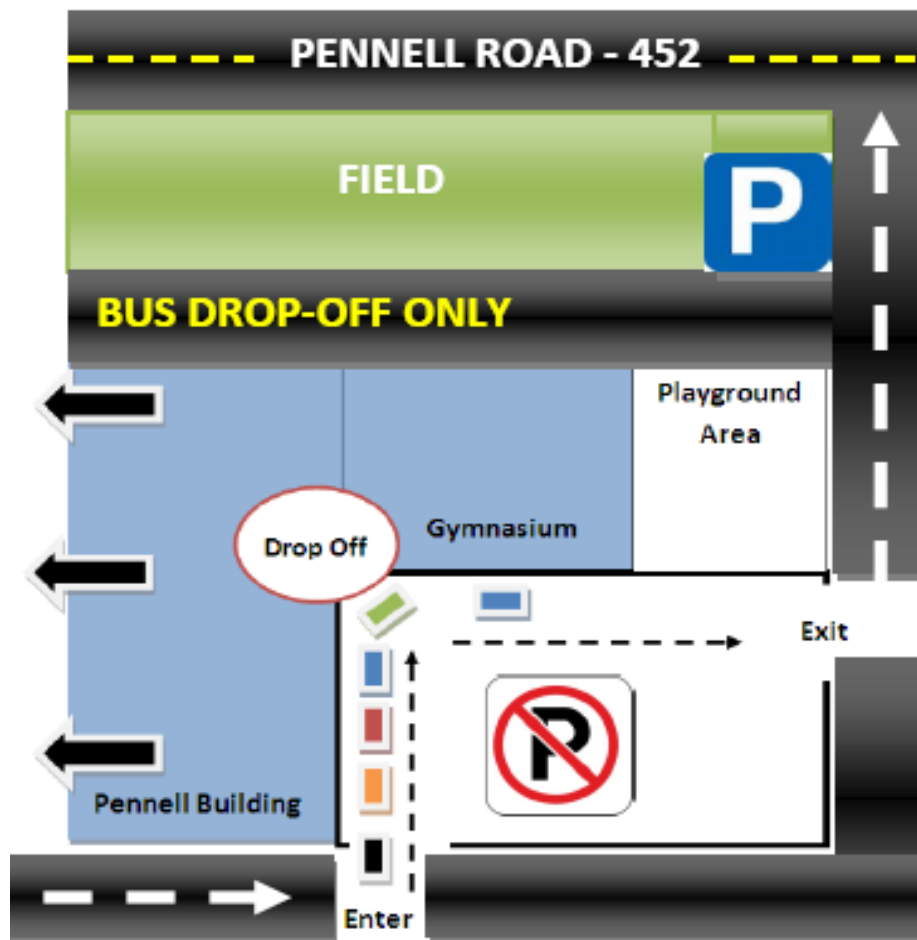 PENNELL ROAD - 452
FIELD
P
BUS DROP-OFF ONLY
Playground
Area
Gymnasium
Drop Off
Exit
P
Pennell Building
Enter